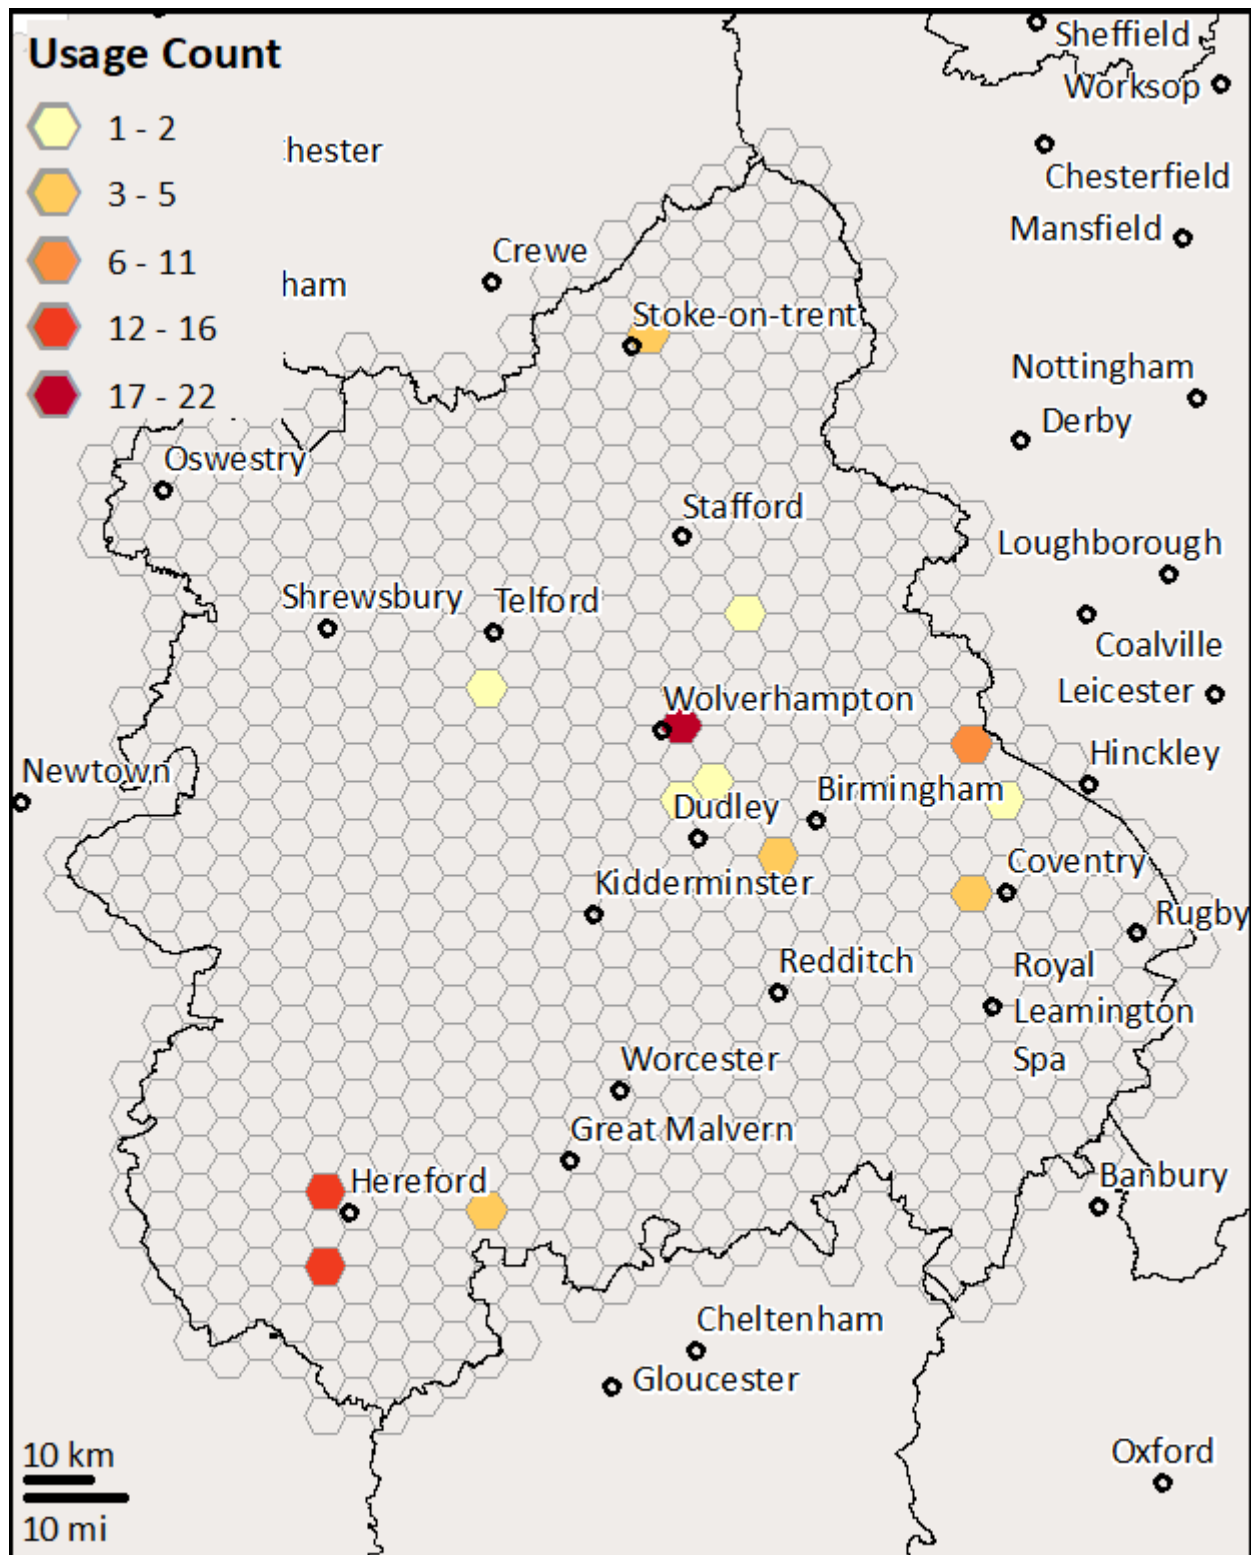 Usage Count
1 - 2
3 - 5
6 - 11
12 - 16
17 - 22
Sheffield
Worksop
hester
Chesterfield
Mansfield
Crewe
ham
Stoke-on-trent
Nottingham
Derby
Oswestry
Stafford
Loughborough
Shrewsbury
Telford
Coalville
Leicester
Wolverhampton
Newtown
Hinckley
Birmingham
Dudley
Coventry
Kidderminster
Rugby
Redditch
Royal
Leamington
Spa
Worcester
Great Malvern
Hereford
Banbury
Cheltenham
Gloucester
Oxford
10 km
10 mi